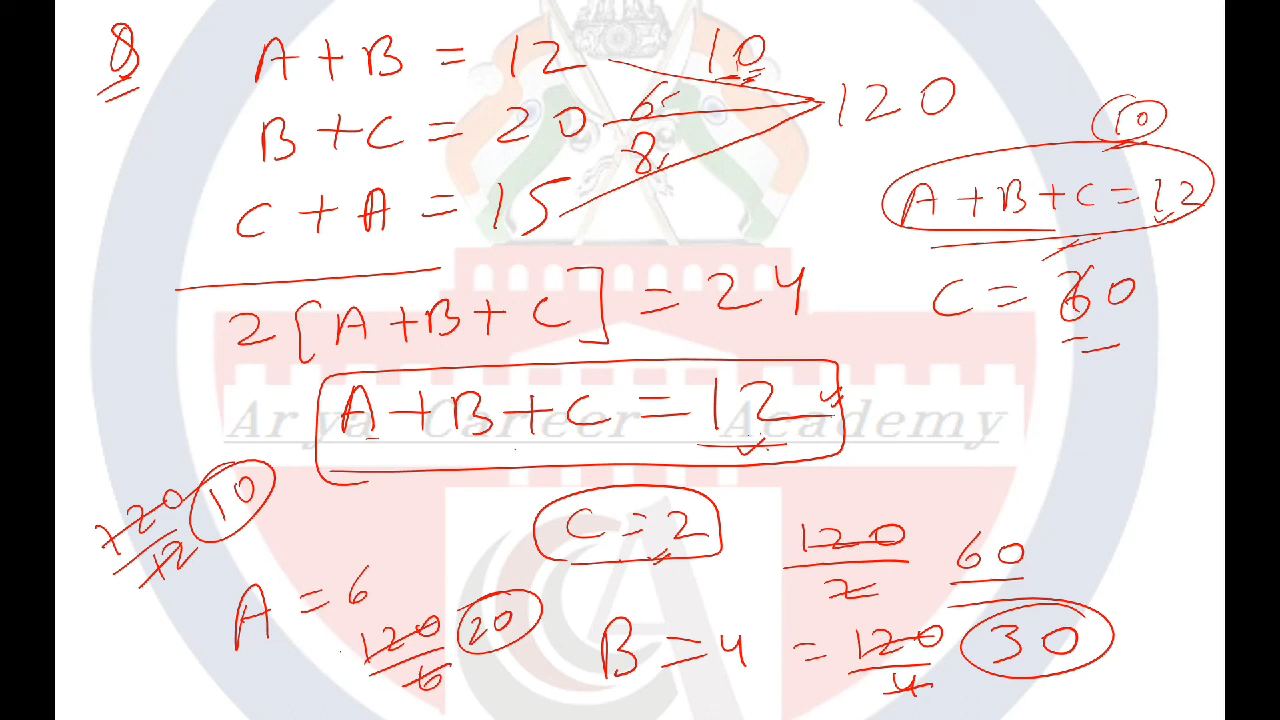 8
A + B = 12 10
B + C = 20 6 120
C + A = 15 8
10
A + B + C = 12
C = 60
2[A + B + C] = 24
A + B + C = 12
Arya Career Academy
C = 2
120/12 10
A = 6
120/6 20
120/2 60
B = 4 = 120/4 30